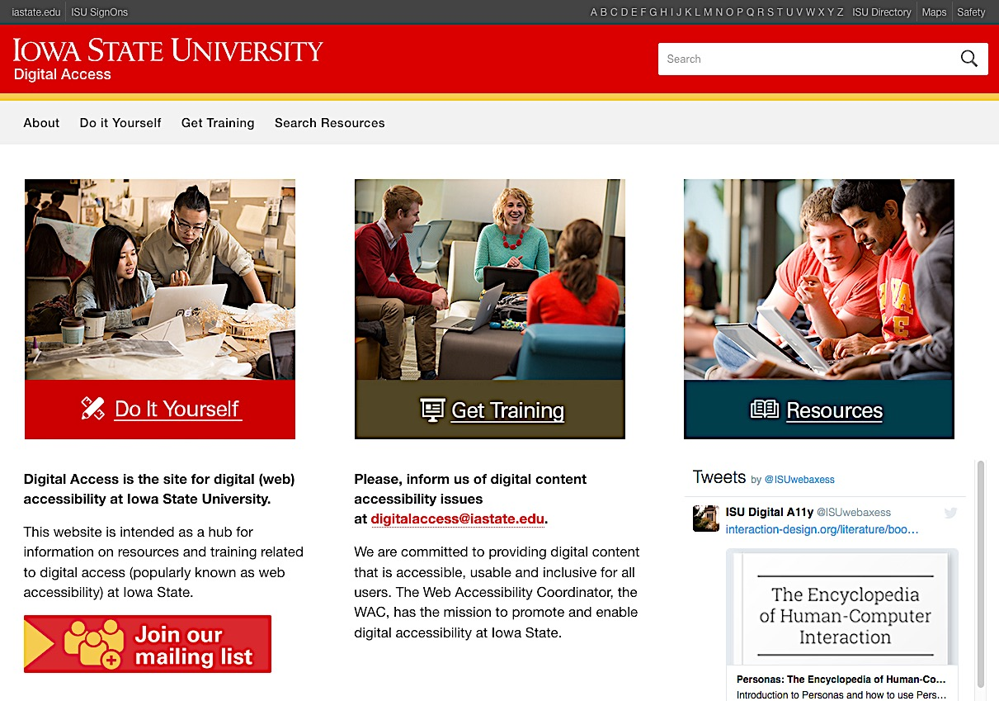 iastate.edu ISU SignOns A B C D E F G H I J K L M N O P Q R S T U V W X Y Z ISU Directory Maps Safety
IOWA STATE UNIVERSITY
Digital Access
Search
About Do it Yourself Get Training Search Resources
Do It Yourself
Get Training
Resources
Digital Access is the site for digital (web)
accessibility at Iowa State University.
This website is intended as a hub for
information on resources and training related
to digital access (popularly known as web
accessibility) at Iowa State.
Join our
mailing list
Please, inform us of digital content
accessibility issues
at digitalaccess@iastate.edu.
We are committed to providing digital content
that is accessible, usable and inclusive for all
users. The Web Accessibility Coordinator, the
WAC, has the mission to promote and enable
digital accessibility at Iowa State.
Tweets by @ISUwebaxess
ISU Digital A11y @ISUwebaxess
interaction-design.org/literature/boo…
The Encyclopedia
of Human-Computer
Interaction
Personas: The Encyclopedia of Human-Co…
Introduction to Personas and how to use Pers…